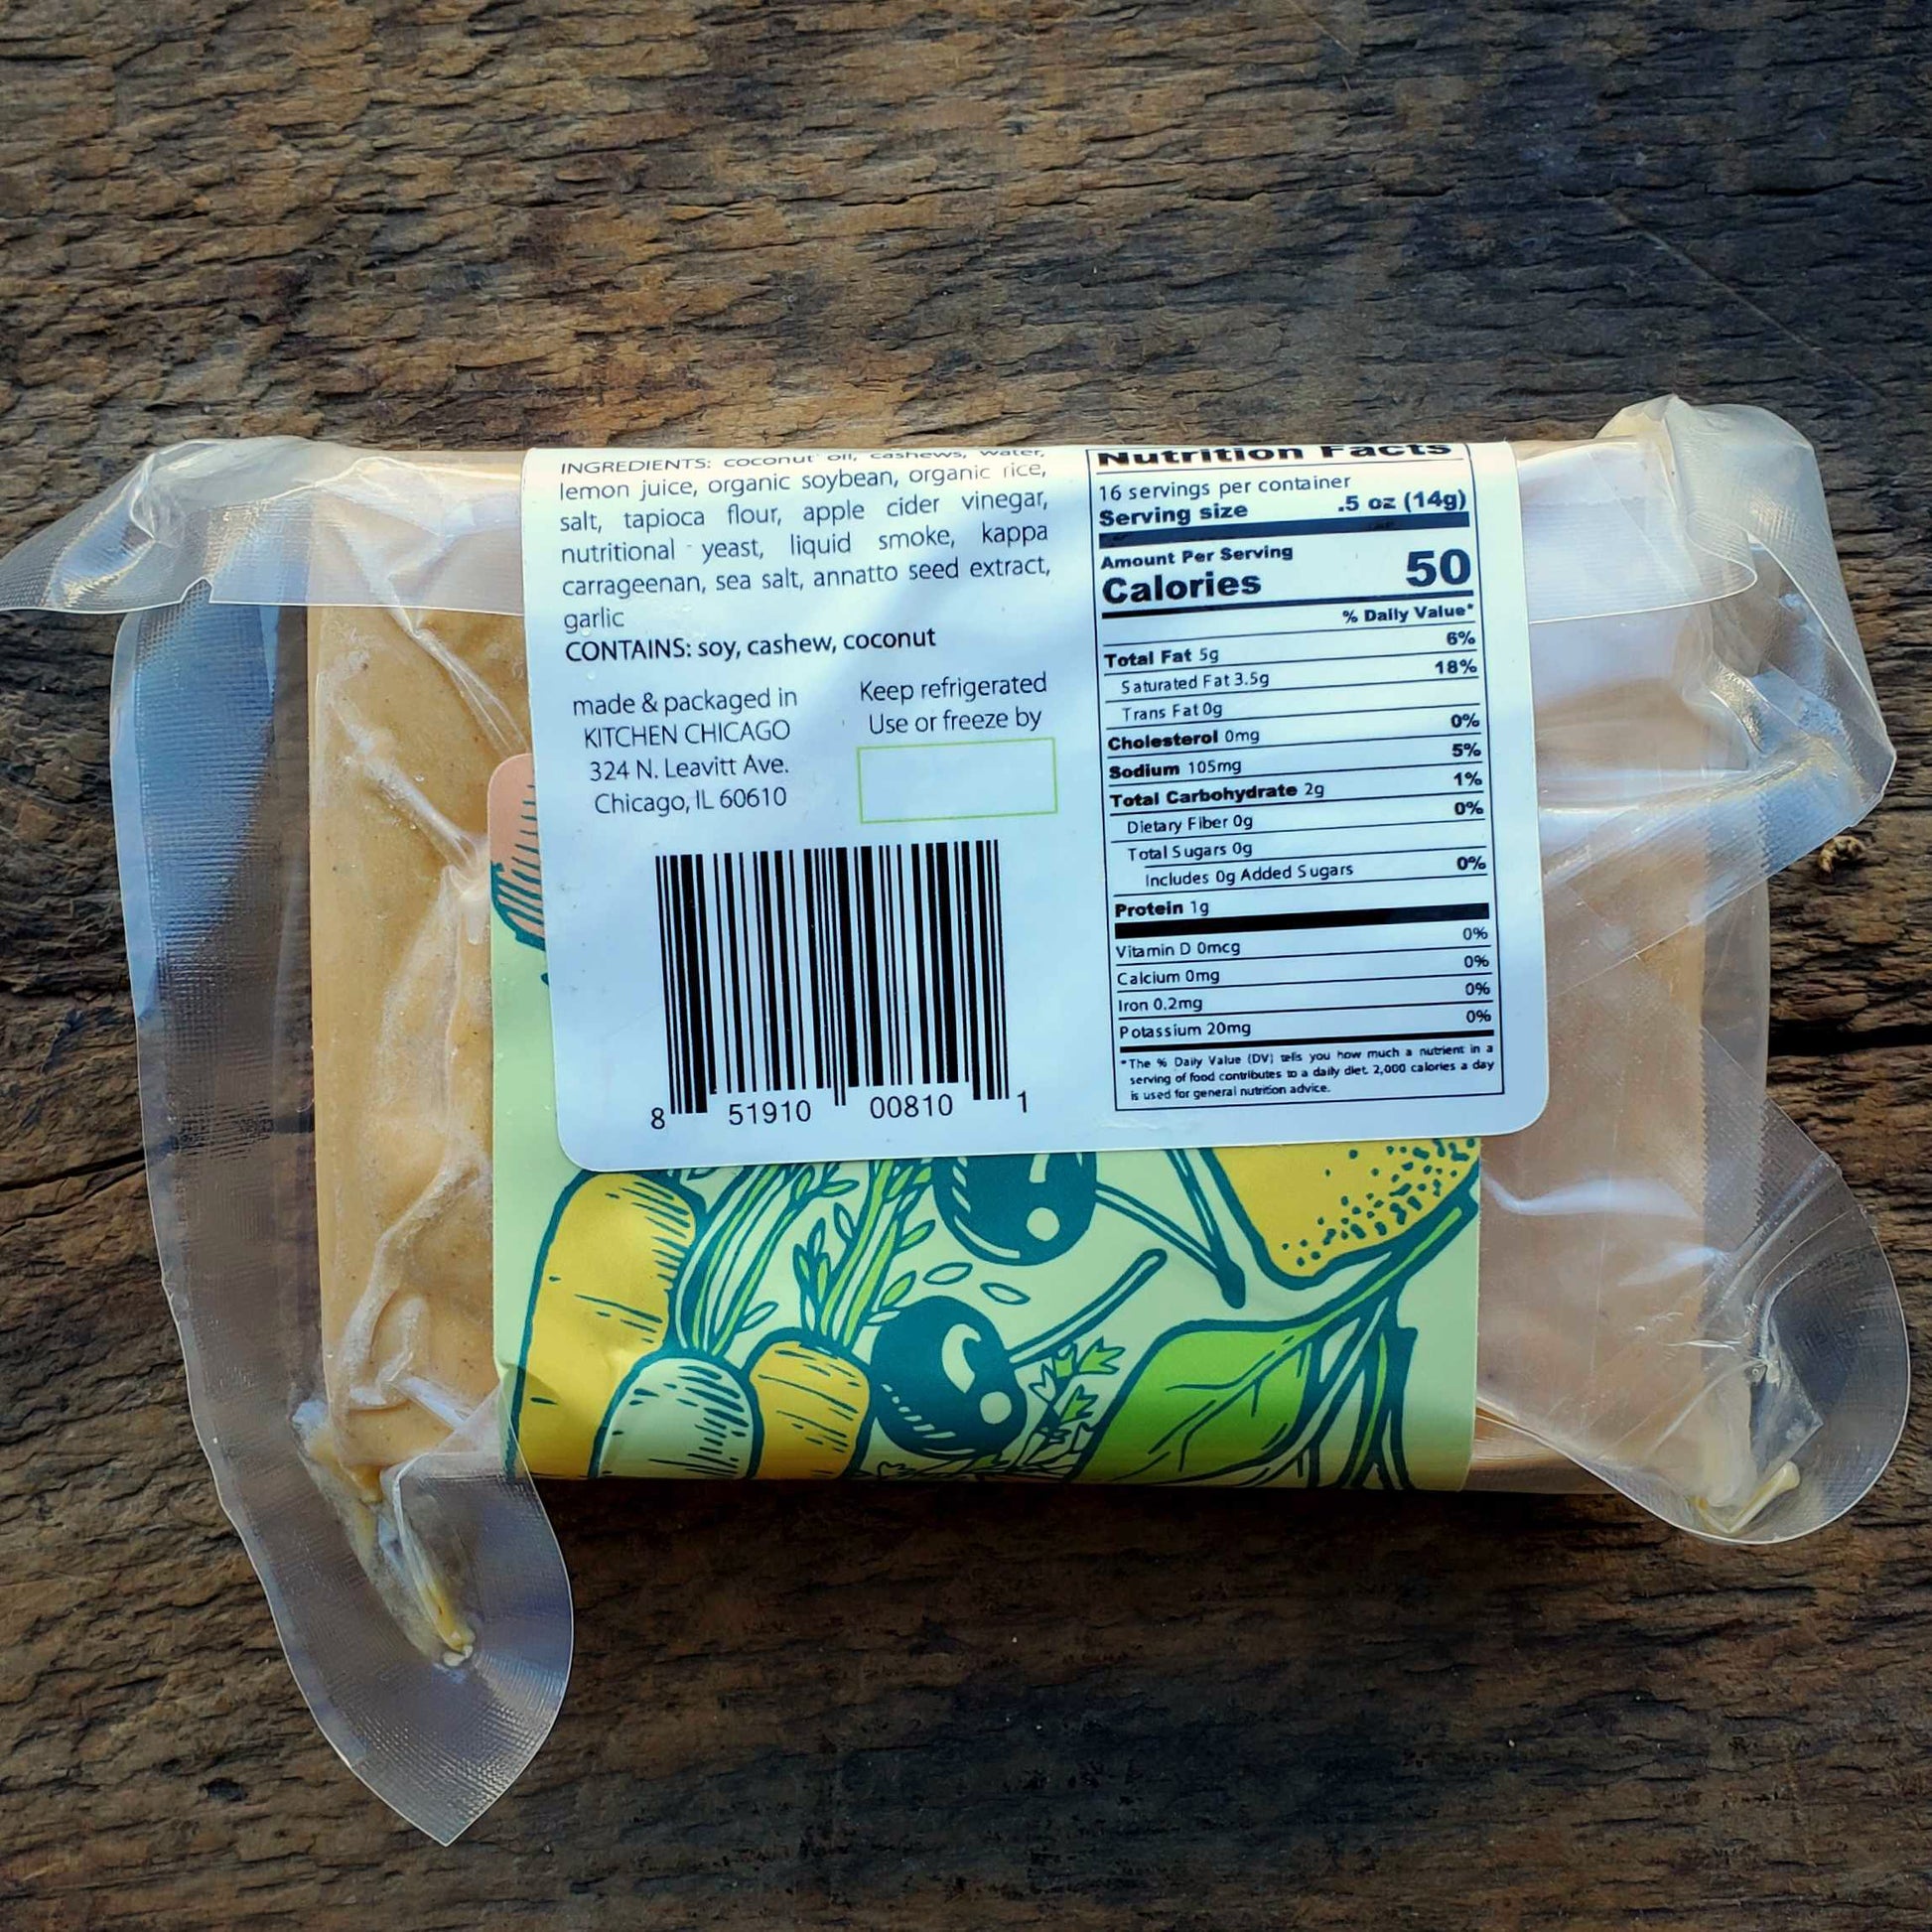 INGREDIENTS: coconut oil, cashews, water,
lemon juice, organic soybean, organic rice,
salt, tapioca flour, apple cider vinegar,
nutritional yeast, liquid smoke, kappa
carrageenan, sea salt, annatto seed extract,
garlic
CONTAINS: soy, cashew, coconut
made & packaged in
KITCHEN CHICAGO
324 N. Leavitt Ave.
Chicago, IL 60610
Keep refrigerated
Use or freeze by
8 51910 00810 1
Nutrition Facts
16 servings per container
Serving size .5 oz (14g)
Amount Per Serving
Calories 50
% Daily Value*
Total Fat 5g 6%
Saturated Fat 3.5g 18%
Trans Fat 0g
Cholesterol 0mg 0%
Sodium 105mg 5%
Total Carbohydrate 2g 1%
Dietary Fiber 0g 0%
Total Sugars 0g
Includes 0g Added Sugars 0%
Protein 1g
Vitamin D 0mcg 0%
Calcium 0mg 0%
Iron 0.2mg 0%
Potassium 20mg 0%
*The % Daily Value (DV) tells you how much a nutrient in a
serving of food contributes to a daily diet. 2,000 calories a day
is used for general nutrition advice.